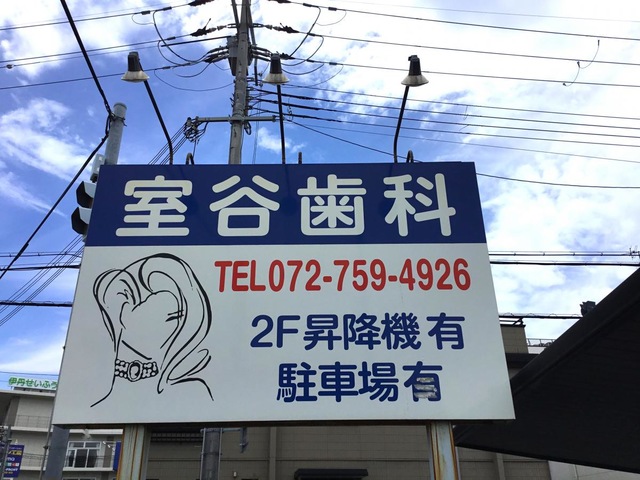 室谷歯科
TEL072-759-4926
2F昇降機有
駐車場有
伊丹せいふう